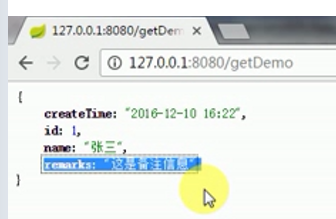 127.0.0.1:8080/getDem
127.0.0.1:8080/getDemo
{
createTime: "2016-12-10 16:22",
id: 1,
name: "张三",
remarks: "这是备注信息"
}